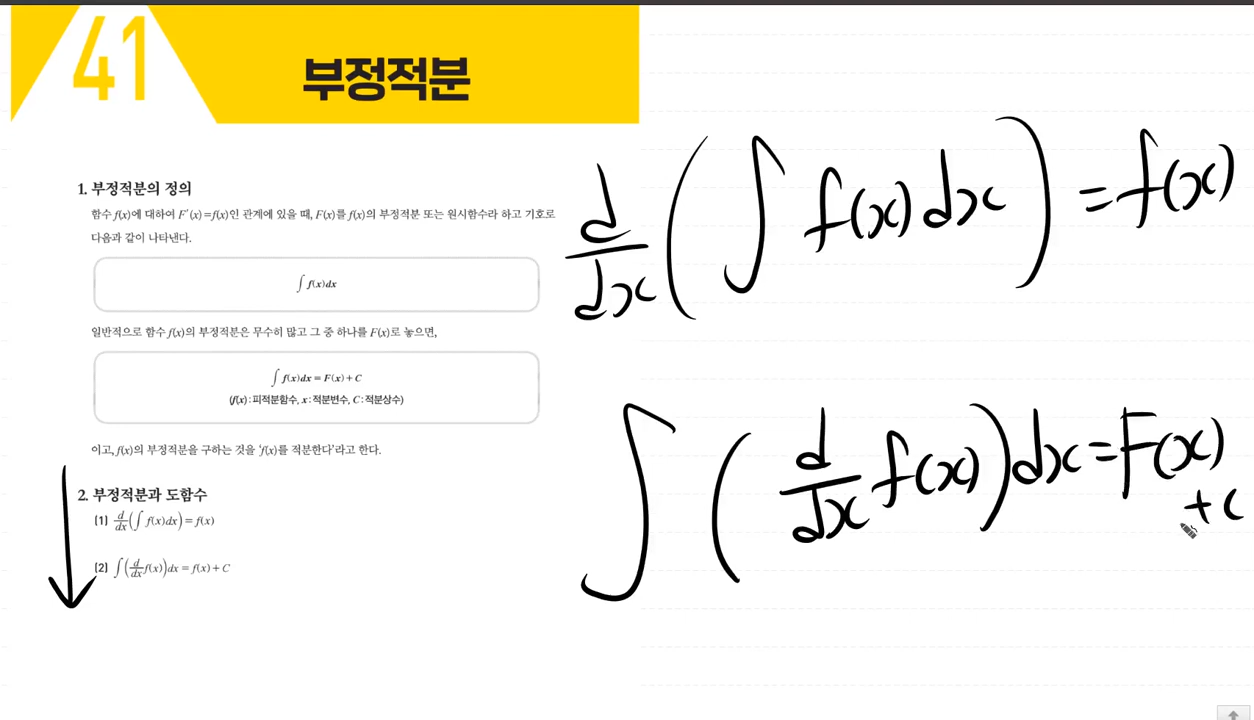 41
부정적분
1. 부정적분의 정의
함수 f(x)에 대하여 F′(x)=f(x)인 관계에 있을 때, F(x)를 f(x)의 부정적분 또는 원시함수라 하고 기호로
다음과 같이 나타낸다.
∫ f(x)dx
일반적으로 함수 f(x)의 부정적분은 무수히 많고 그 중 하나를 F(x)로 놓으면,
∫ f(x)dx = F(x)+C
(f(x) : 피적분함수, x : 적분변수, C : 적분상수)
이고, f(x)의 부정적분을 구하는 것을 ‘f(x)를 적분한다’라고 한다.
2. 부정적분과 도함수
(1) d/dx(∫ f(x)dx) = f(x)
(2) ∫(d/dx f(x))dx = f(x)+C
d/dx(∫ f(x)dx) = f(x)
∫(d/dx f(x))dx = F(x)
+c